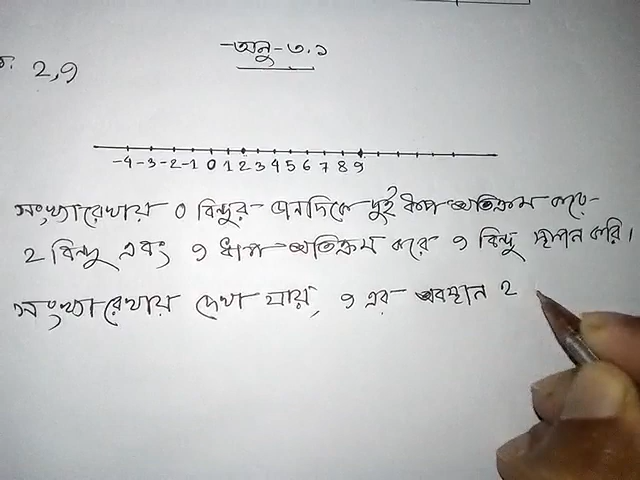 অনু-৩.১
2,9
-4 -3 -2 -1 0 1 2 3 4 5 6 7 8 9
সংখ্যারেখায় 0 বিন্দুর ডানদিকে দুই ধাপ অতিক্রম করে
2 বিন্দু এবং 9 ধাপ অতিক্রম করে 9 বিন্দু স্থাপন করি।
সংখ্যারেখায় দেখা যায়, 9 এর অবস্থান 2